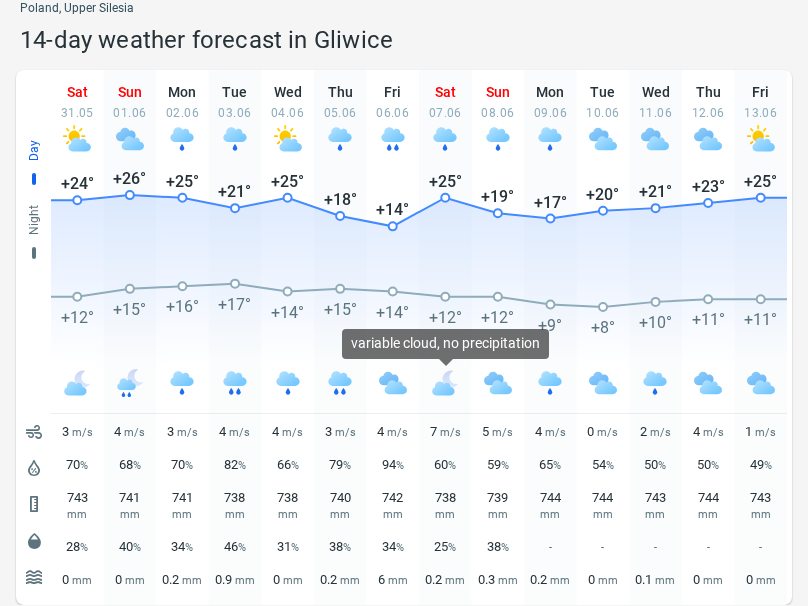 Poland, Upper Silesia
14-day weather forecast in Gliwice
Sat Sun Mon Tue Wed Thu Fri Sat Sun Mon Tue Wed Thu Fri
31.05 01.06 02.06 03.06 04.06 05.06 06.06 07.06 08.06 09.06 10.06 11.06 12.06 13.06
Day
+24° +26° +25° +21° +25° +18° +14° +25° +19° +17° +20° +21° +23° +25°
Night
+12° +15° +16° +17° +14° +15° +14° +12° +12° +9° +8° +10° +11° +11°
variable cloud, no precipitation
3 m/s 4 m/s 3 m/s 4 m/s 4 m/s 3 m/s 4 m/s 7 m/s 5 m/s 4 m/s 0 m/s 2 m/s 4 m/s 1 m/s
70% 68% 70% 82% 66% 79% 94% 60% 59% 65% 54% 50% 50% 49%
743 741 741 738 738 740 742 738 739 744 744 743 744 743
mm mm mm mm mm mm mm mm mm mm mm mm mm mm
28% 40% 34% 46% 31% 38% 34% 25% 38% - - - - -
0 mm 0 mm 0.2 mm 0.9 mm 0 mm 0.2 mm 6 mm 0.2 mm 0.3 mm 0.2 mm 0 mm 0.1 mm 0 mm 0 mm